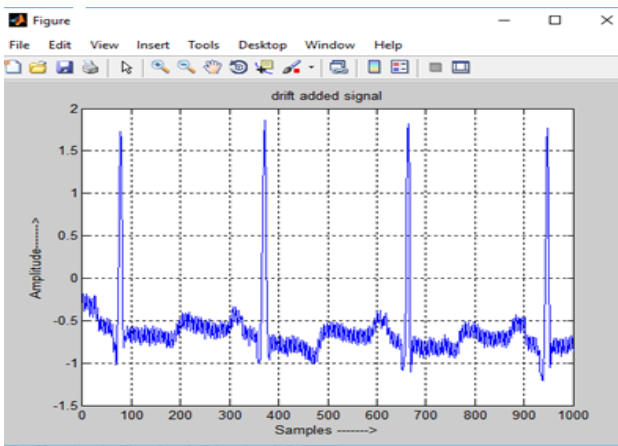 Figure
File Edit View Insert Tools Desktop Window Help
drift added signal
2
1.5
1
0.5
0
-0.5
-1
-1.5
Amplitude------>
0 100 200 300 400 500 600 700 800 900 1000
Samples ------->